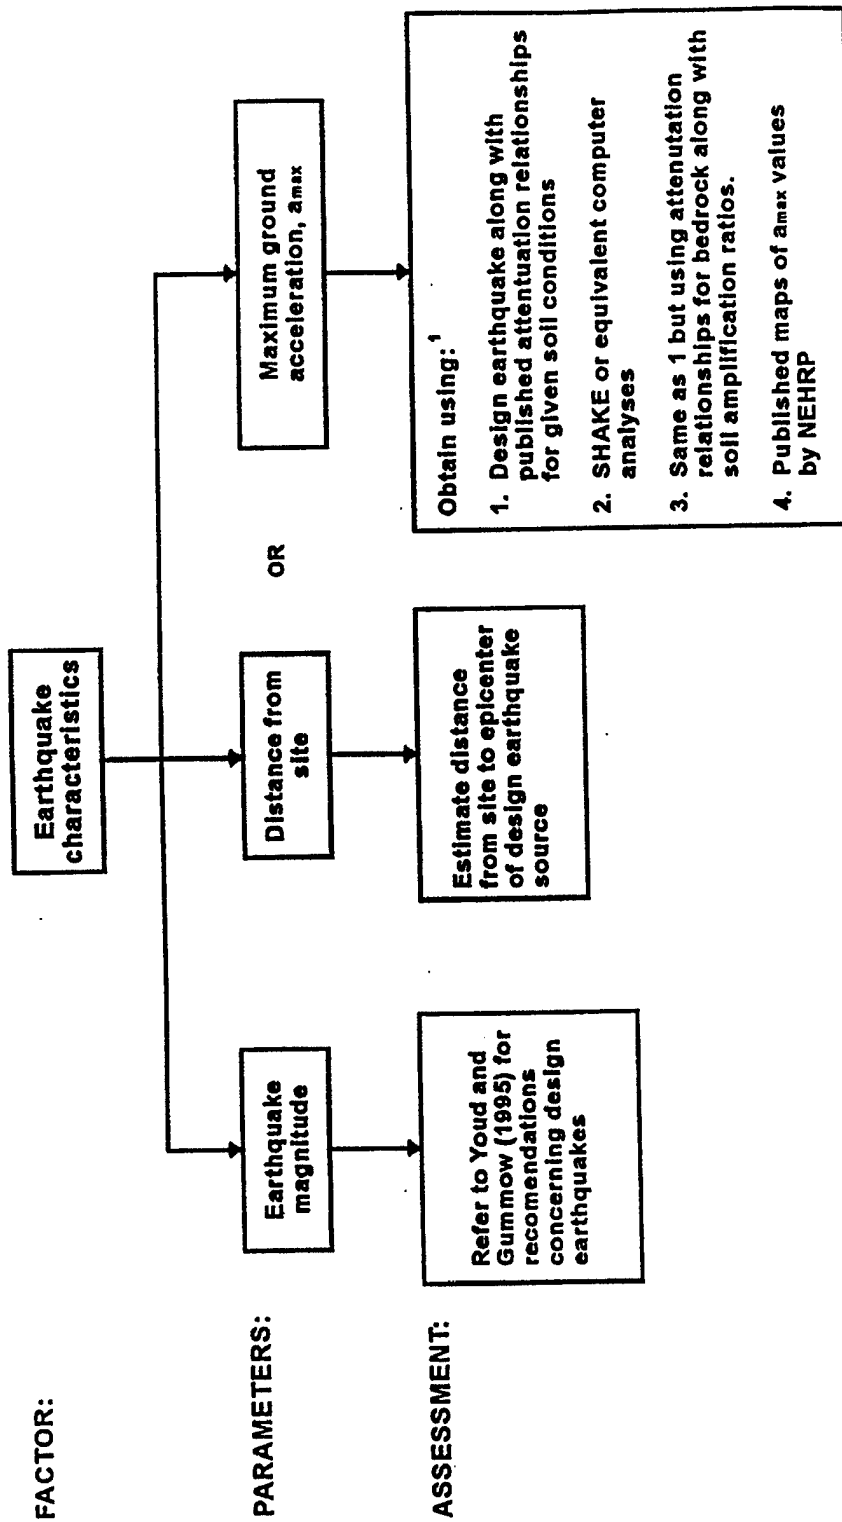 FACTOR:
Earthquake
characteristics
PARAMETERS:
Earthquake
magnitude
Distance from
site
OR
Maximum ground
acceleration, amax
ASSESSMENT:
Refer to Youd and
Gummow (1995) for
recomendations
concerning design
earthquakes
Estimate distance
from site to epicenter
of design earthquake
source
Obtain using:1
1. Design earthquake along with
published attentuation relationships
for given soil conditions
2. SHAKE or equivalent computer
analyses
3. Same as 1 but using attenutation
relationships for bedrock along with
soil amplification ratios.
4. Published maps of amax values
by NEHRP